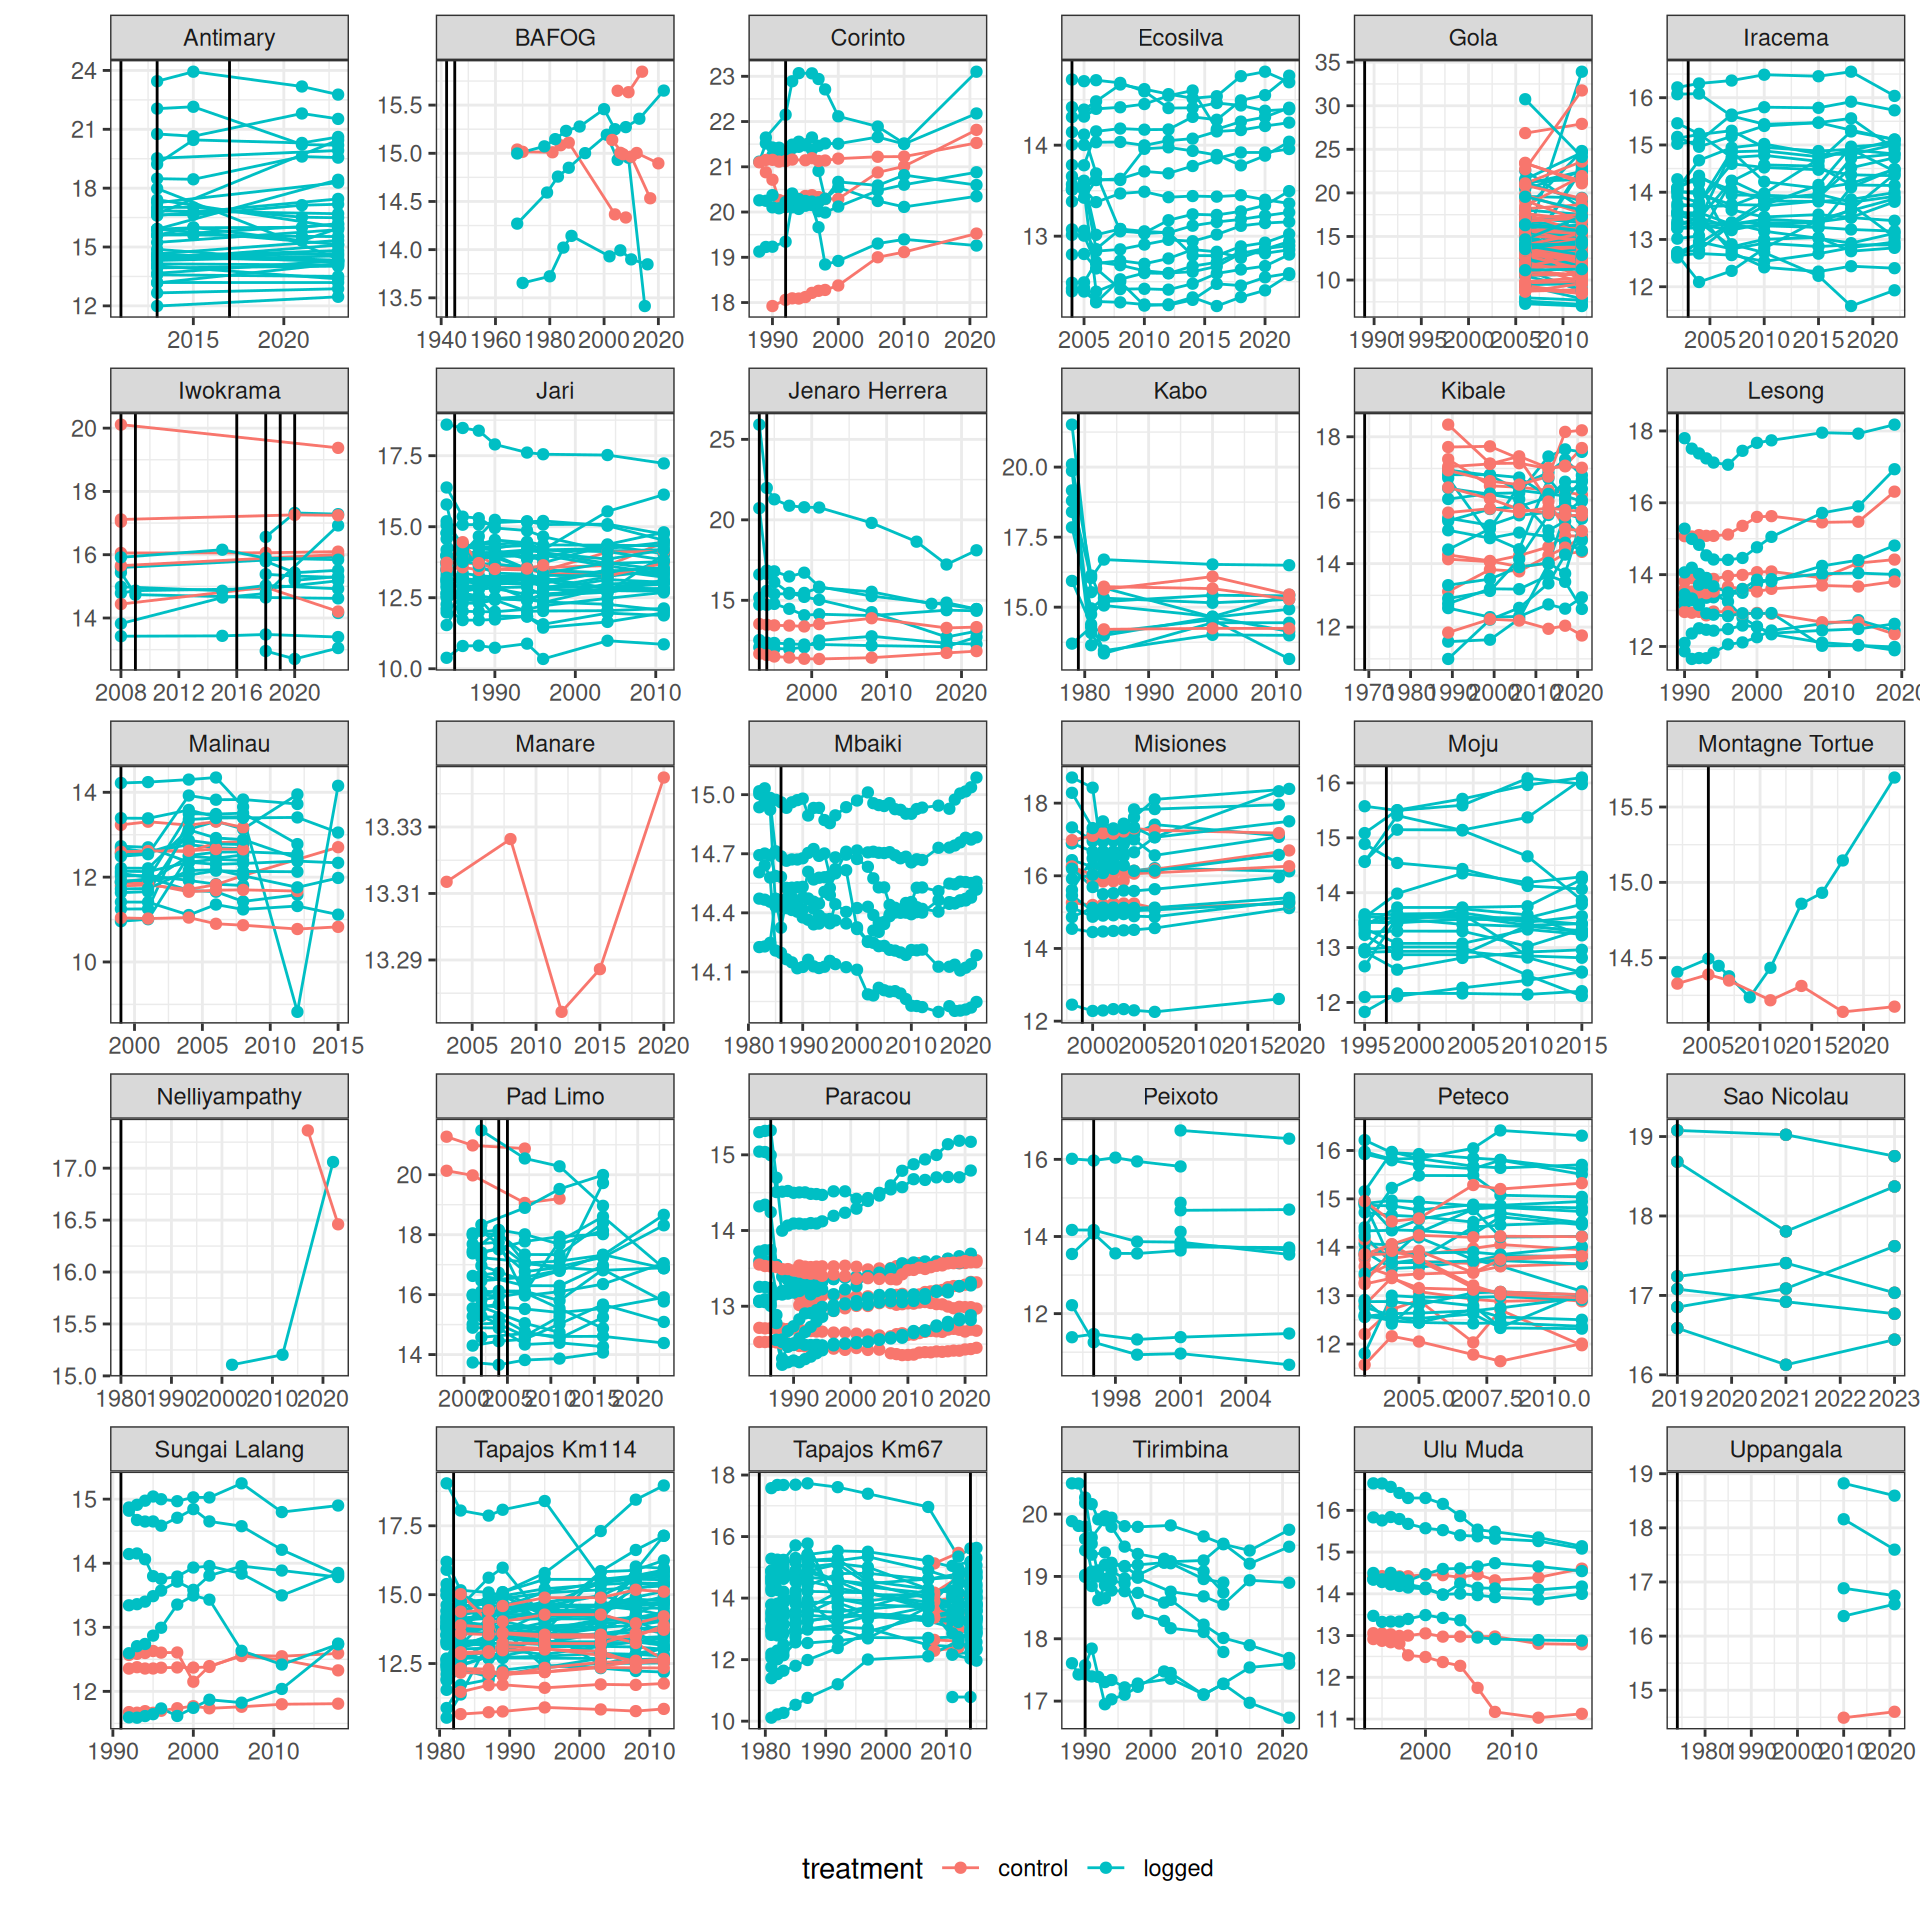 Antimary BAFOG Corinto Ecosilva Gola Iracema
24 21 18 15 12
15.5 15.0 14.5 14.0 13.5
23 22 21 20 19 18
14 13
35 30 25 20 15 10
16 15 14 13 12
2015 2020
1940 1960 1980 2000 2020
1990 2000 2010 2020
2005 2010 2015 2020
1990 1995 2000 2005 2010
2005 2010 2015 2020
Iwokrama Jari Jenaro Herrera Kabo Kibale Lesong
20 18 16 14
17.5 15.0 12.5 10.0
25 20 15
20.0 17.5 15.0
18 16 14 12
18 16 14 12
2008 2012 2016 2020
1990 2000 2010
2000 2010 2020
1980 1990 2000 2010
1970 1980 1990 2000 2010 2020
1990 2000 2010 2020
Malinau Manare Mbaiki Misiones Moju Montagne Tortue
14 12 10
13.33 13.31 13.29
15.0 14.7 14.4 14.1
18 16 14 12
16 15 14 13 12
15.5 15.0 14.5
2000 2005 2010 2015
2005 2010 2015 2020
1980 1990 2000 2010 2020
2000 2005 2010 2015 2020
1995 2000 2005 2010 2015
2005 2010 2015 2020
Nelliyampathy Pad Limo Paracou Peixoto Peteco Sao Nicolau
17.0 16.5 16.0 15.5 15.0
20 18 16 14
15 14 13
16 14 12
16 15 14 13 12
19 18 17 16
1980 1990 2000 2010 2020
2000 2005 2010 2015 2020
1990 2000 2010 2020
1998 2001 2004
2005.0 2007.5 2010.0
2019 2020 2021 2022 2023
Sungai Lalang Tapajos Km114 Tapajos Km67 Tirimbina Ulu Muda Uppangala
15 14 13 12
17.5 15.0 12.5
18 16 14 12 10
20 19 18 17
16 15 14 13 12 11
19 18 17 16 15
1990 2000 2010
1980 1990 2000 2010
1980 1990 2000 2010
1990 2000 2010 2020
2000 2010
1980 1990 2000 2010 2020
treatment control logged